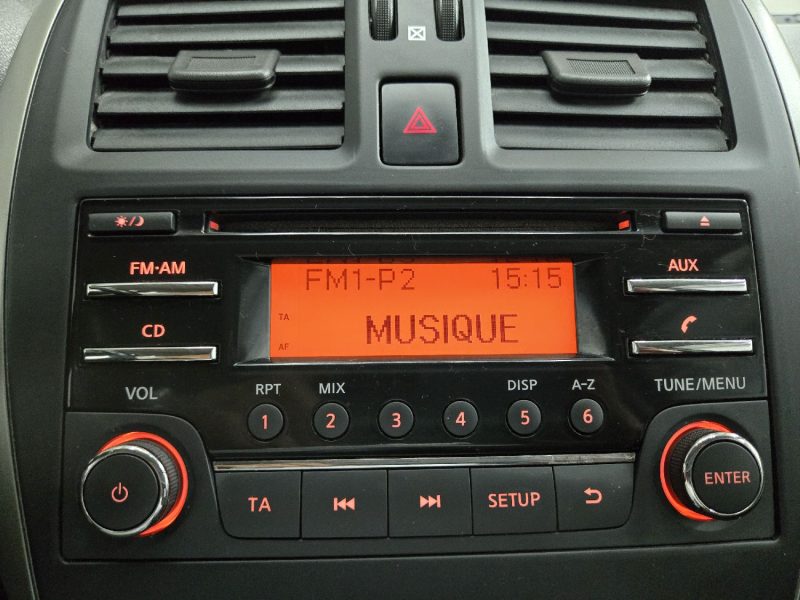 FM·AM
AUX
FM1-P2 15:15
TA
MUSIQUE
AF
CD
VOL
RPT MIX DISP A-Z
TUNE/MENU
1 2 3 4 5 6
TA
SETUP
ENTER